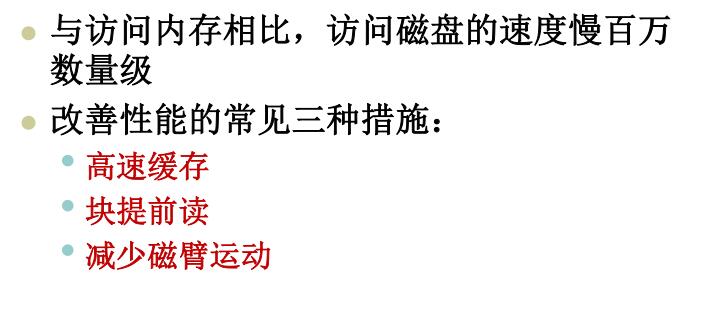 与访问内存相比，访问磁盘的速度慢百万
数量级
改善性能的常见三种措施：
高速缓存
块提前读
减少磁臂运动